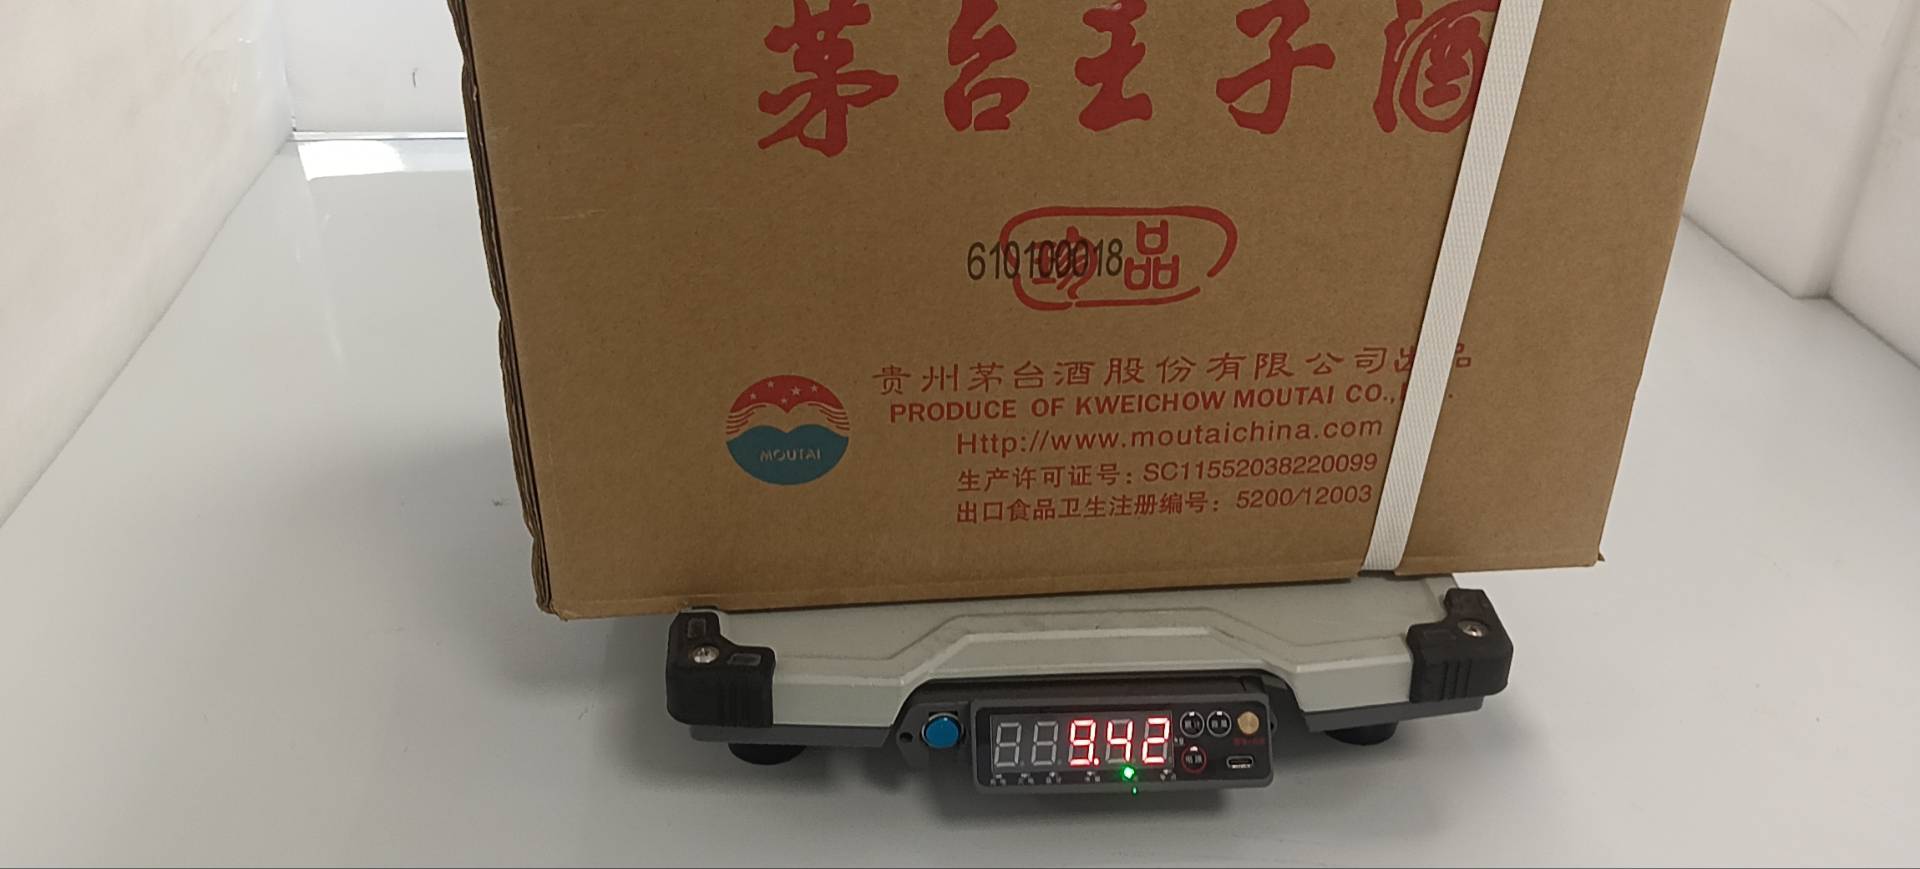 茅台王子酒
610100018
珍品
贵州茅台酒股份有限公司出品
PRODUCE OF KWEICHOW MOUTAI CO.,
Http://www.moutaichina.com
生产许可证号：SC11552038220099
出口食品卫生注册编号：5200/12003
MOUTAI
9.42